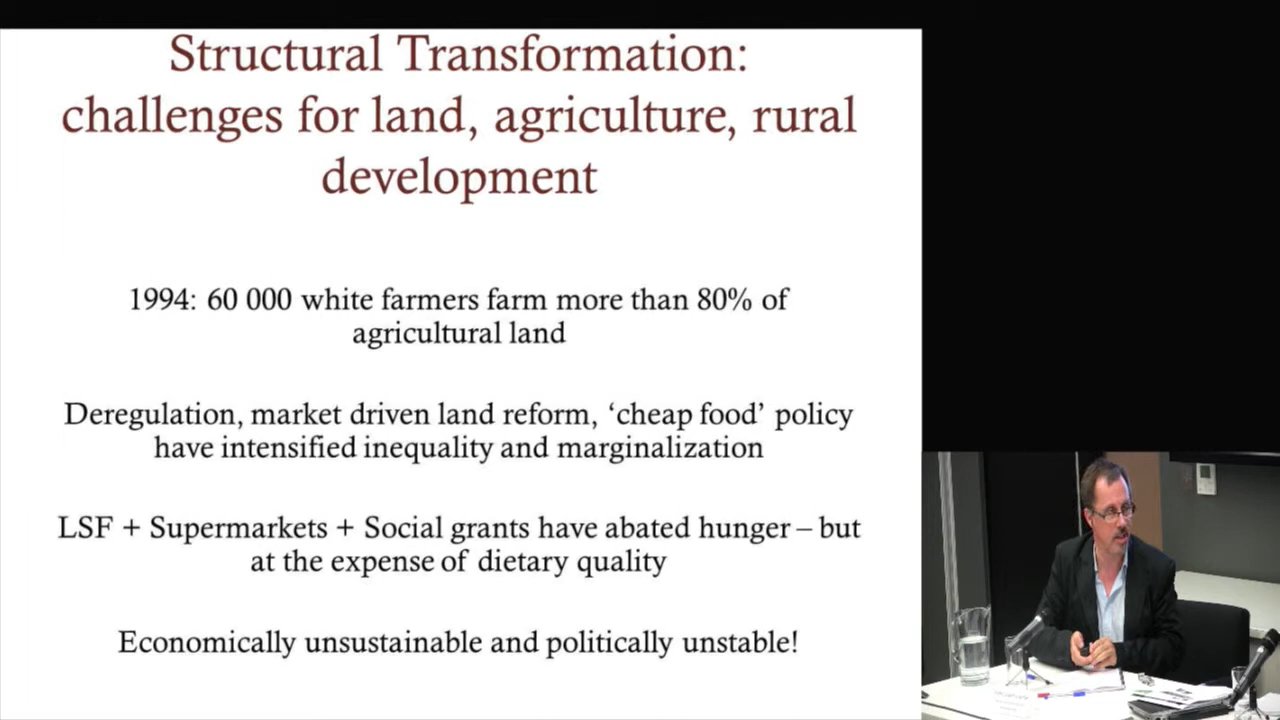 Structural Transformation:
challenges for land, agriculture, rural
development
1994: 60 000 white farmers farm more than 80% of
agricultural land
Deregulation, market driven land reform, ‘cheap food’ policy
have intensified inequality and marginalization
LSF + Supermarkets + Social grants have abated hunger – but
at the expense of dietary quality
Economically unsustainable and politically unstable!